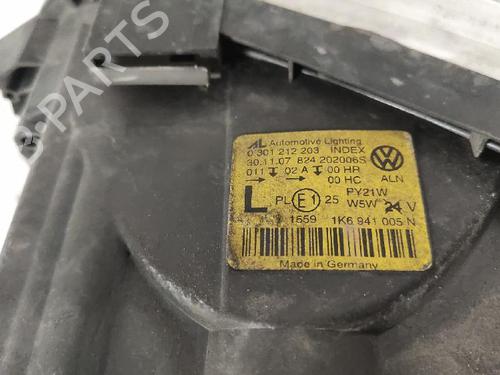 AL Automotive Lighting
0 301 212 203 INDEX
30.11.07 824 202006S
011 02 A 00 HR
00 HC ALN
L PL E1 25 PY21W
W5W 24 V
1559 1K6 941 005 N
Made in Germany
B-PARTS